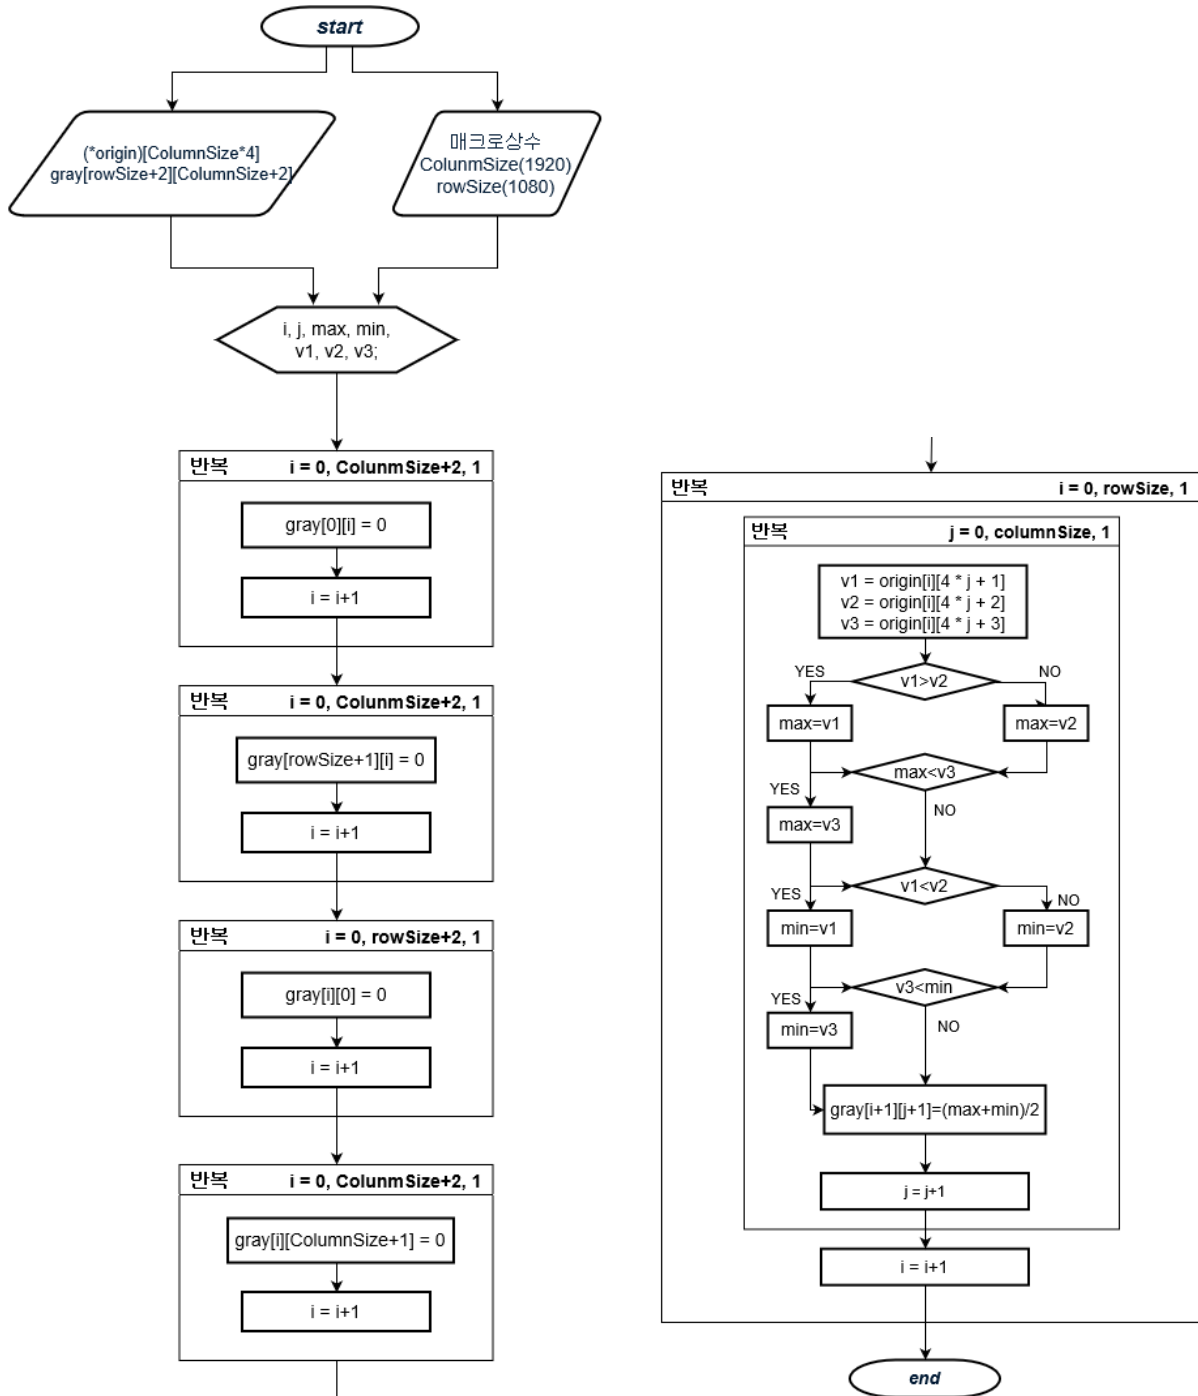 start
(*origin)[ColumnSize*4]
gray[rowSize+2][ColumnSize+2]
매크로상수
ColunmSize(1920)
rowSize(1080)
i, j, max, min,
v1, v2, v3;
반복 i = 0, ColunmSize+2, 1
gray[0][i] = 0
i = i+1
반복 i = 0, ColunmSize+2, 1
gray[rowSize+1][i] = 0
i = i+1
반복 i = 0, rowSize+2, 1
gray[i][0] = 0
i = i+1
반복 i = 0, ColunmSize+2, 1
gray[i][ColumnSize+1] = 0
i = i+1
반복 i = 0, rowSize, 1
반복 j = 0, columnSize, 1
v1 = origin[i][4 * j + 1]
v2 = origin[i][4 * j + 2]
v3 = origin[i][4 * j + 3]
YES v1>v2 NO
max=v1 max=v2
max<v3
YES NO
max=v3
v1<v2
YES NO
min=v1 min=v2
v3<min
YES NO
min=v3
gray[i+1][j+1]=(max+min)/2
j = j+1
i = i+1
end